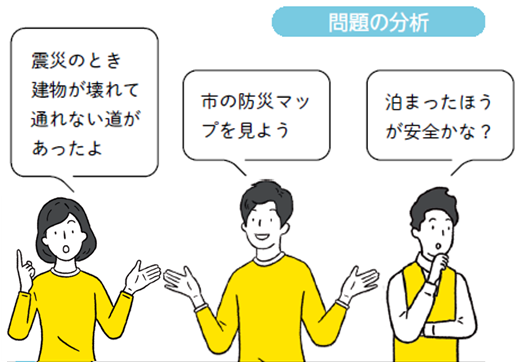 問題の分析
震災のとき
建物が壊れて
通れない道が
あったよ
市の防災マッ
プを見よう
泊まったほう
が安全かな？